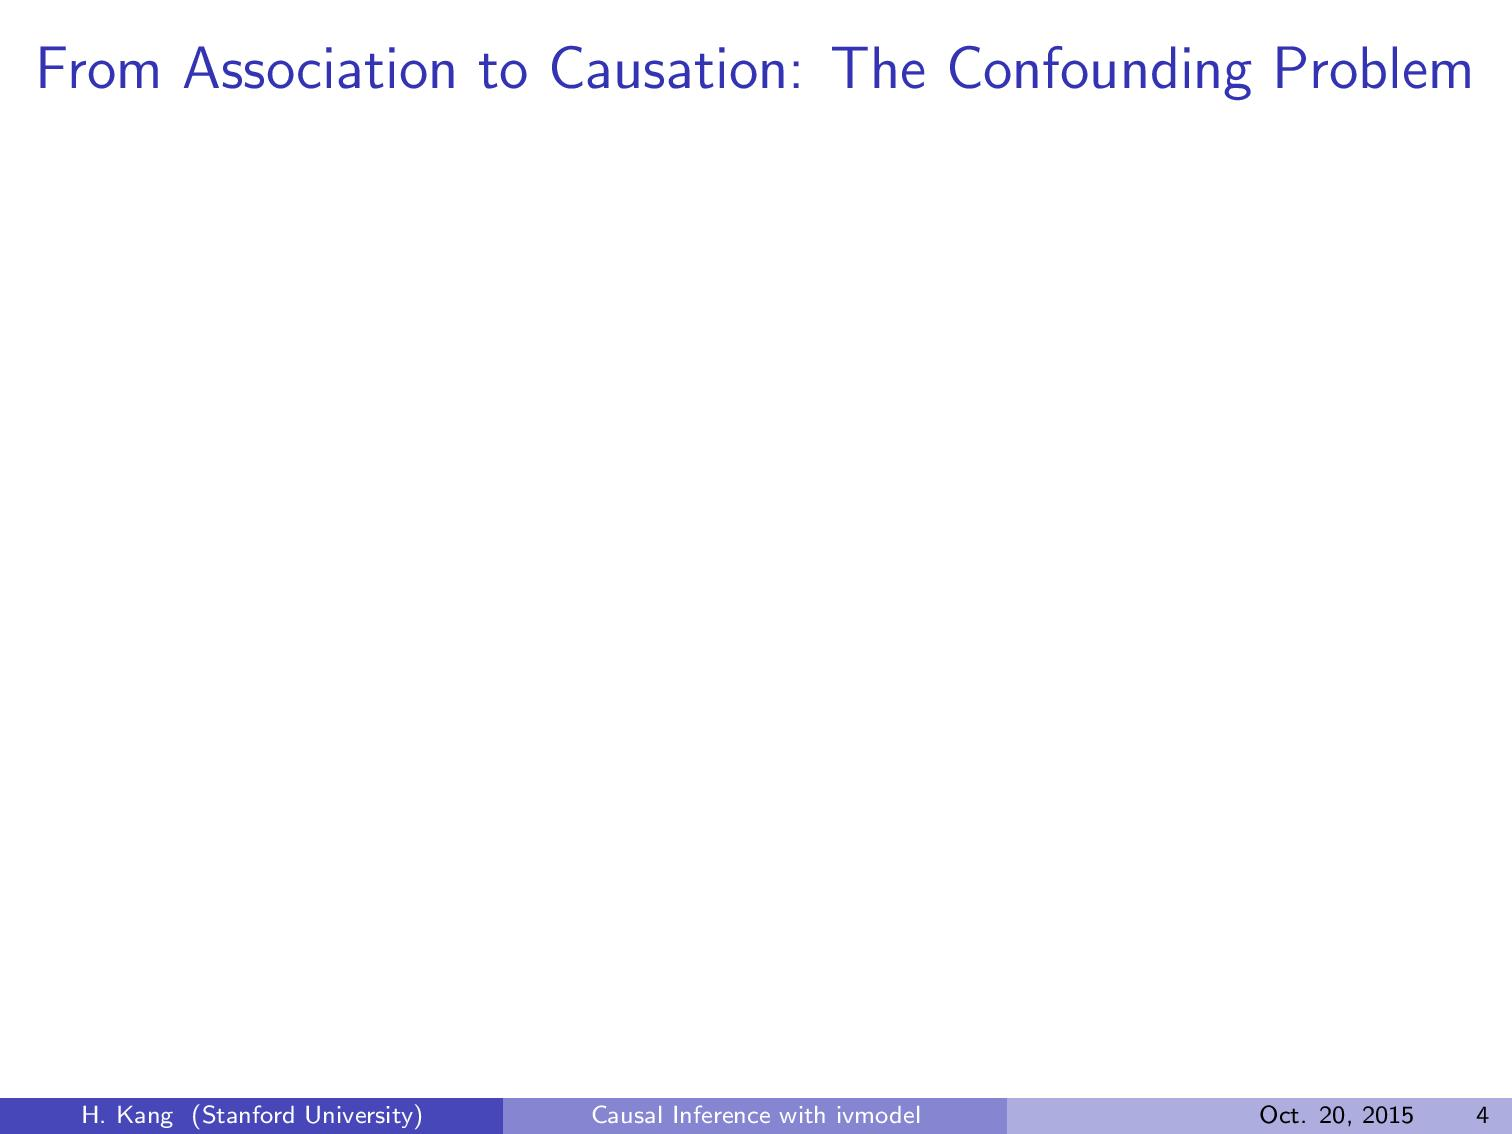 From Association to Causation: The Confounding Problem
H. Kang (Stanford University) Causal Inference with ivmodel Oct. 20, 2015 4